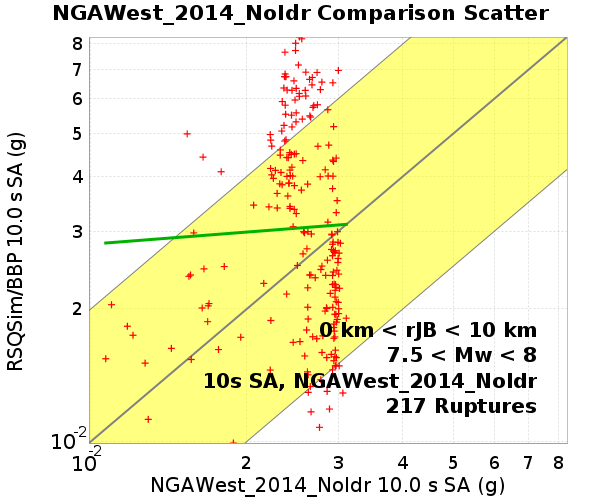 NGAWest_2014_NoIdr Comparison Scatter
8
7
6
5
4
3
2
10-2
RSQSim/BBP 10.0 s SA (g)
0 km < rJB < 10 km
7.5 < Mw < 8
10s SA, NGAWest_2014_NoIdr
217 Ruptures
10-2 2 3 4 5 6 7 8
NGAWest_2014_NoIdr 10.0 s SA (g)